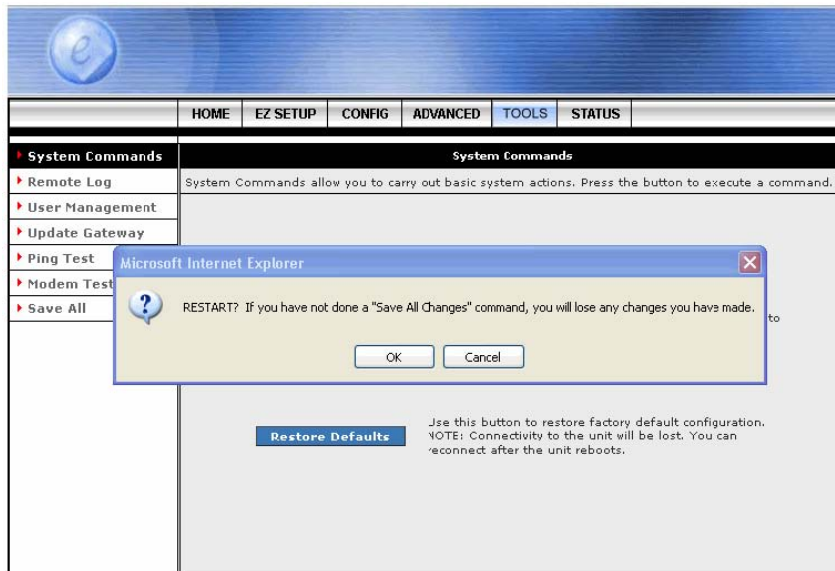 e
HOME EZ SETUP CONFIG ADVANCED TOOLS STATUS
System Commands
System Commands
System Commands allow you to carry out basic system actions. Press the button to execute a command.
Remote Log
User Management
Update Gateway
Ping Test
Modem Test
Save All
Microsoft Internet Explorer
RESTART? If you have not done a "Save All Changes" command, you will lose any changes you have made.
to
OK Cancel
Restore Defaults
Use this button to restore factory default configuration.
NOTE: Connectivity to the unit will be lost. You can
reconnect after the unit reboots.